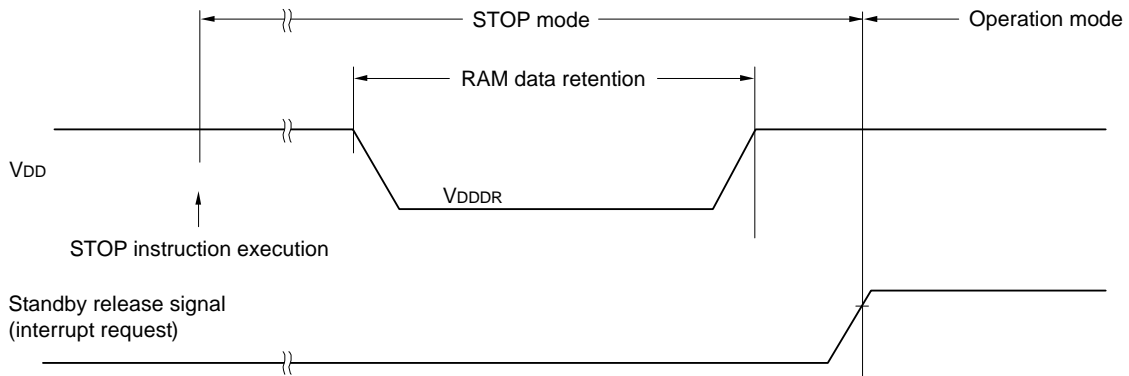 STOP mode
Operation mode
RAM data retention
VDD
VDDDR
STOP instruction execution
Standby release signal
(interrupt request)